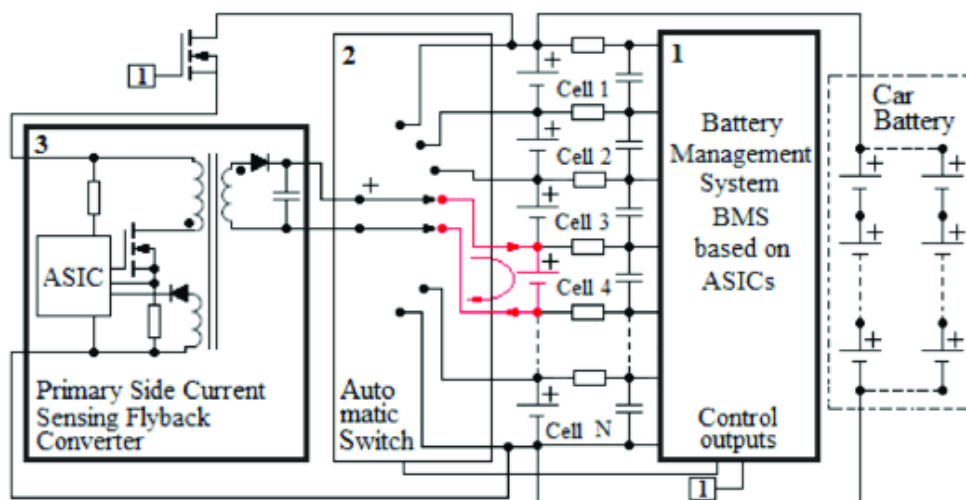 1
3
ASIC
Primary Side Current
Sensing Flyback
Converter
2
+
Auto
matic
Switch
+
Cell 1
+
Cell 2
+
Cell 3
+
Cell 4
+
Cell N
1
Battery
Management
System
BMS
based on
ASICs
Control
outputs
1
Car
Battery
+
+
+
+
+
+